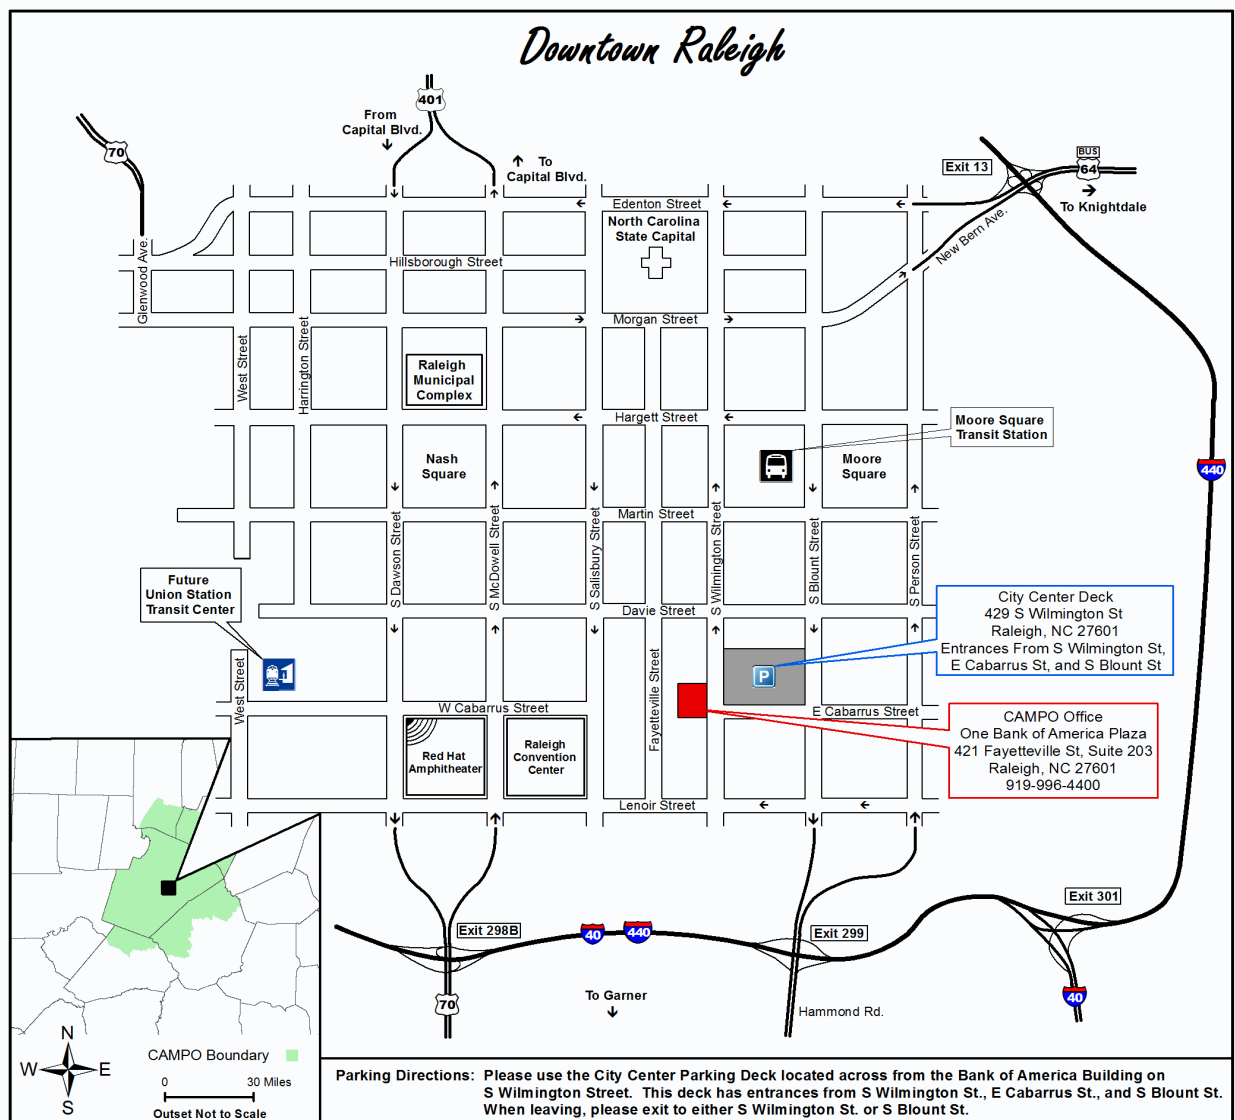 Downtown Raleigh
401
From
Capital Blvd.
70
To
Capital Blvd.
Exit 13
BUS
64
To Knightdale
Edenton Street
North Carolina
State Capital
New Bern Ave.
Hillsborough Street
Glenwood Ave.
Morgan Street
West Street
Harrington Street
Raleigh
Municipal
Complex
Hargett Street
Moore Square
Transit Station
Nash
Square
Moore
Square
440
Martin Street
S Dawson Street
S McDowell Street
S Salisbury Street
S Wilmington Street
S Blount Street
S Person Street
Future
Union Station
Transit Center
Davie Street
City Center Deck
429 S Wilmington St
Raleigh, NC 27601
Entrances From S Wilmington St,
E Cabarrus St, and S Blount St
P
West Street
Fayetteville Street
W Cabarrus Street
E Cabarrus Street
CAMPO Office
One Bank of America Plaza
421 Fayetteville St, Suite 203
Raleigh, NC 27601
919-996-4400
Red Hat
Amphitheater
Raleigh
Convention
Center
Lenoir Street
Exit 301
Exit 298B
40
440
Exit 299
70
To Garner
Hammond Rd.
40
N
W E
S
CAMPO Boundary
0 30 Miles
Outset Not to Scale
Parking Directions: Please use the City Center Parking Deck located across from the Bank of America Building on
S Wilmington Street. This deck has entrances from S Wilmington St., E Cabarrus St., and S Blount St.
When leaving, please exit to either S Wilmington St. or S Blount St.